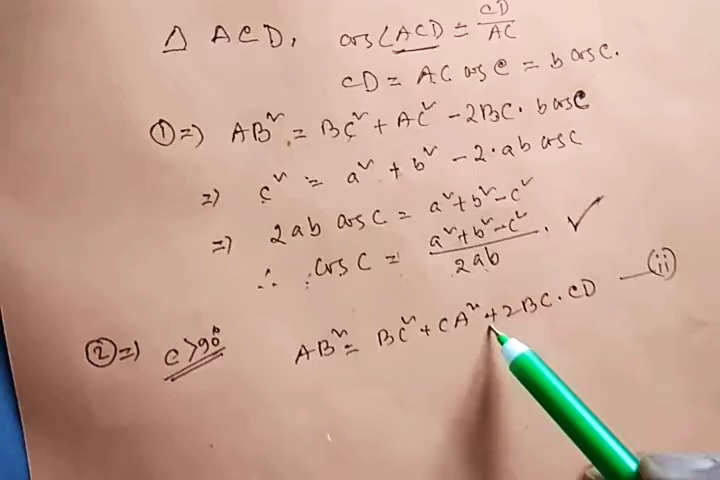 △ ACD, cos∠ACD = CD/AC
CD = AC cos C = b cos C.
① ⇒) AB² = BC² + AC² - 2BC · b cos C
⇒) c² = a² + b² - 2 · ab cos C
⇒) 2ab cos C = a² + b² - c²
∴ cos C = (a² + b² - c²)/2ab . ✓
② ⇒) C > 90° AB² = BC² + CA² + 2BC · CD —(ii)